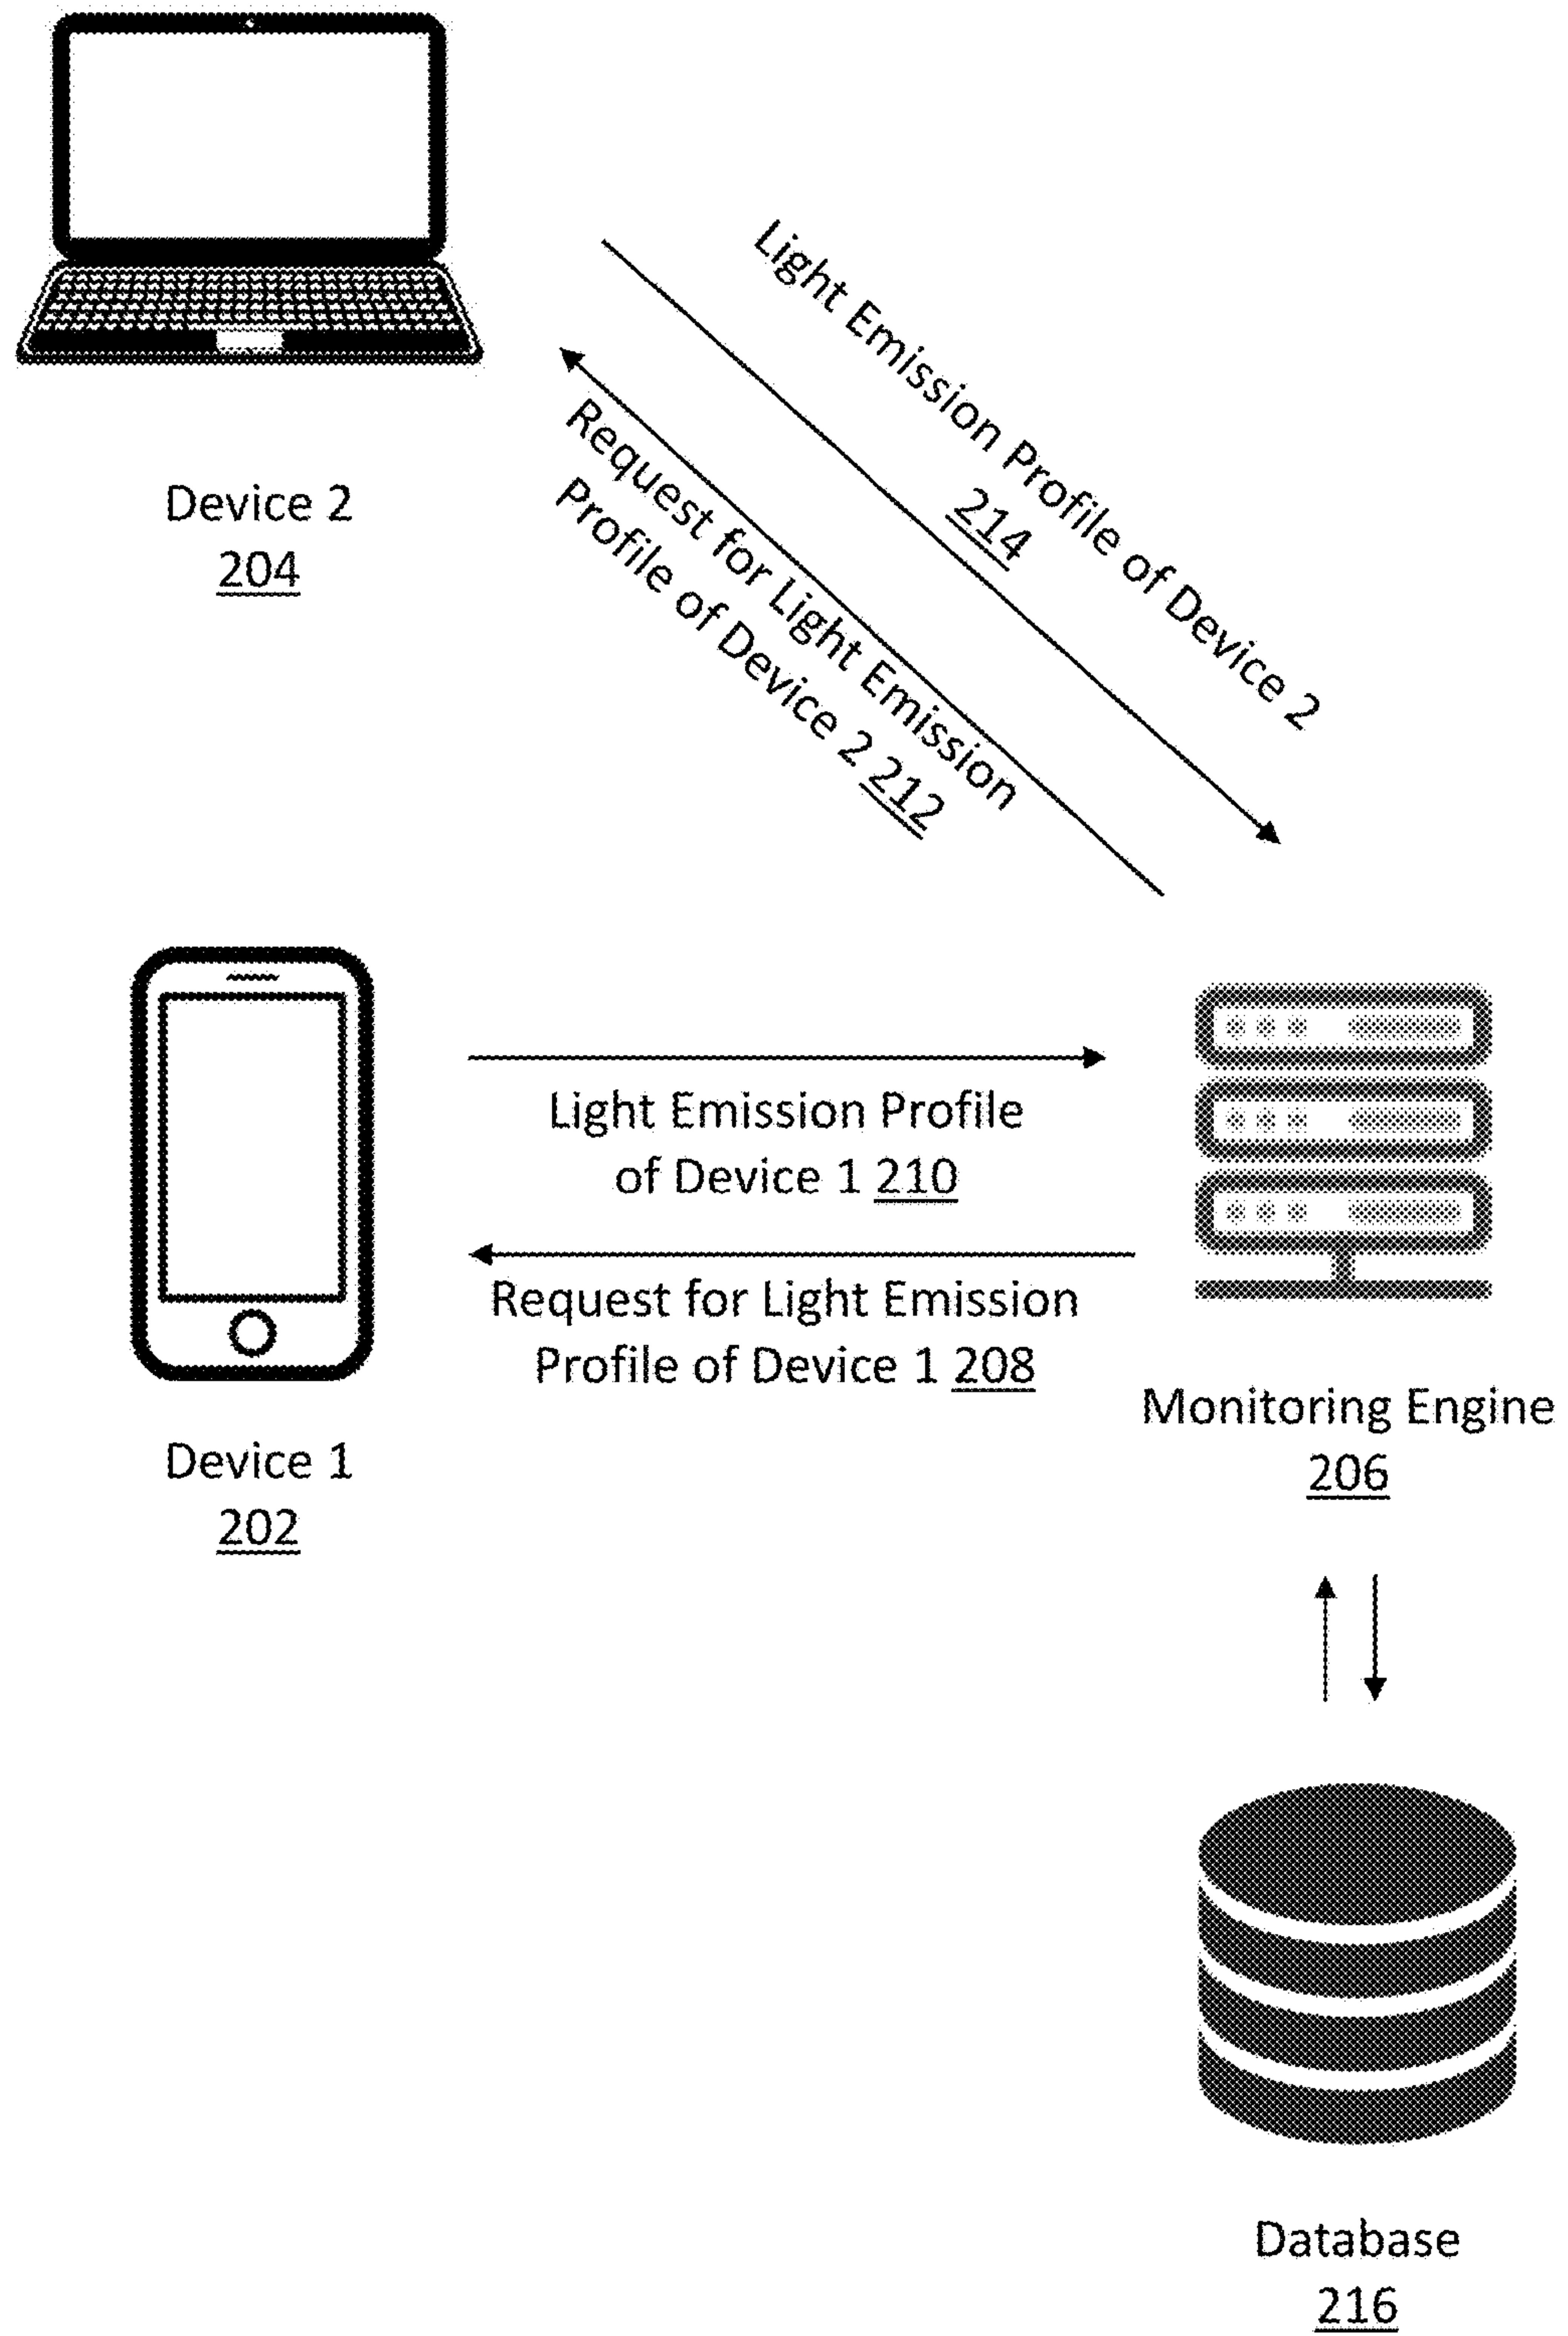 Light Emission Profile of Device 2
214
Request for Light Emission
Profile of Device 2 212
Device 2
204
Light Emission Profile
of Device 1 210
Request for Light Emission
Profile of Device 1 208
Device 1
202
Monitoring Engine
206
Database
216